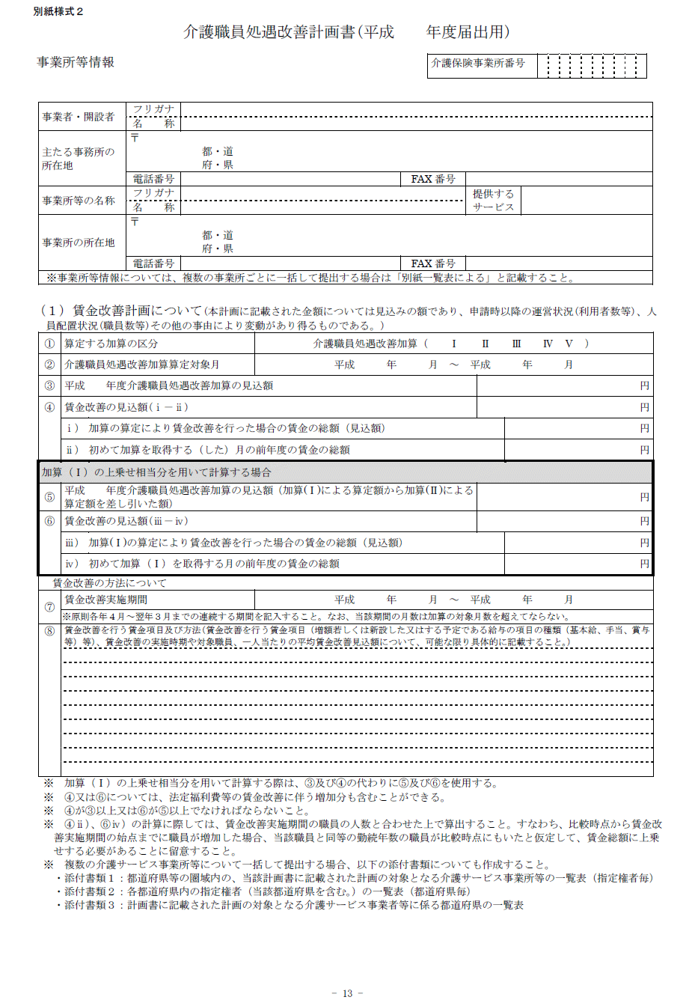 別紙様式２
介護職員処遇改善計画書(平成　　年度届出用)
事業所等情報
介護保険事業所番号
事業者・開設者
フリガナ
名　　称
主たる事務所の
所在地
〒
都・道
府・県
電話番号
FAX 番号
事業所等の名称
フリガナ
名　　称
提供する
サービス
事業所の所在地
〒
都・道
府・県
電話番号
FAX 番号
※事業所等情報については、複数の事業所ごとに一括して提出する場合は「別紙一覧表による」と記載すること。
（１）賃金改善計画について(本計画に記載された金額については見込みの額であり、申請時以降の運営状況(利用者数等)、人
員配置状況(職員数等)その他の事由により変動があり得るものである。)
①　算定する加算の区分　介護職員処遇改善加算（　Ⅰ　Ⅱ　Ⅲ　Ⅳ　Ⅴ　）
②　介護職員処遇改善加算算定対象月　平成　　年　　月　～　平成　　年　　月
③　平成　　年度介護職員処遇改善加算の見込額　円
④　賃金改善の見込額(ⅰ－ⅱ)　円
ⅰ）　加算の算定により賃金改善を行った場合の賃金の総額（見込額）　円
ⅱ）　初めて加算を取得する（した）月の前年度の賃金の総額　円
加算（Ⅰ）の上乗せ相当分を用いて計算する場合
⑤　平成　　年度介護職員処遇改善加算の見込額（加算(Ⅰ)による算定額から加算(Ⅱ)による
算定額を差し引いた額）　円
⑥　賃金改善の見込額(ⅲ－ⅳ)　円
ⅲ）　加算(Ⅰ)の算定により賃金改善を行った場合の賃金の総額（見込額）　円
ⅳ）　初めて加算（Ⅰ）を取得する月の前年度の賃金の総額　円
賃金改善の方法について
⑦　賃金改善実施期間　平成　　年　　月　～　平成　　年　　月
※原則各年４月～翌年３月までの連続する期間を記入すること。なお、当該期間の月数は加算の対象月数を超えてならない。
⑧　賃金改善を行う賃金項目及び方法(賃金改善を行う賃金項目（増額若しくは新設した又はする予定である給与の項目の種類（基本給、手当、賞与
等）等)、賃金改善の実施時期や対象職員、一人当たりの平均賃金改善見込額について、可能な限り具体的に記載すること。)
※　加算（Ⅰ）の上乗せ相当分を用いて計算する際は、③及び④の代わりに⑤及び⑥を使用する。
※　④又は⑥については、法定福利費等の賃金改善に伴う増加分も含むことができる。
※　④が③以上又は⑥が⑤以上でなければならないこと。
※　④ⅱ)、⑥ⅳ）の計算に際しては、賃金改善実施期間の職員の人数と合わせた上で算出すること。すなわち、比較時点から賃金改
善実施期間の始点までに職員が増加した場合、当該職員と同等の勤続年数の職員が比較時点にもいたと仮定して、賃金総額に上乗
せする必要があることに留意すること。
※　複数の介護サービス事業所等について一括して提出する場合、以下の添付書類についても作成すること。
・添付書類１：都道府県等の圏域内の、当該計画書に記載された計画の対象となる介護サービス事業所等の一覧表（指定権者毎）
・添付書類２：各都道府県内の指定権者（当該都道府県を含む。）の一覧表（都道府県毎）
・添付書類３：計画書に記載された計画の対象となる介護サービス事業者等に係る都道府県の一覧表
－ 13 －